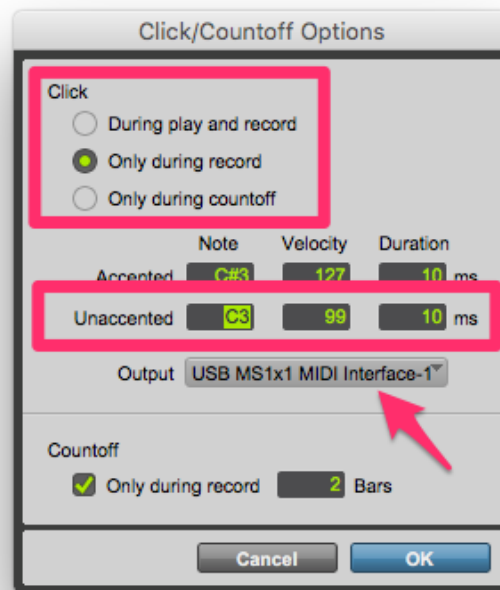 Click/Countoff Options
Click
During play and record
Only during record
Only during countoff
Note Velocity Duration
Accented C#3 127 10 ms
Unaccented C3 99 10 ms
Output USB MS1x1 MIDI Interface-1
Countoff
Only during record 2 Bars
Cancel OK